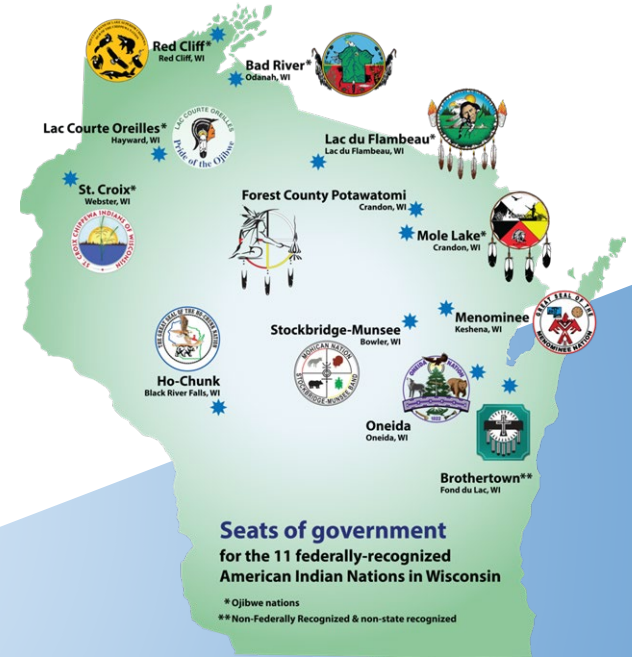 Red Cliff*
Red Cliff, WI
Bad River*
Odanah, WI
Lac Courte Oreilles*
Hayward, WI
LAC COURTE OREILLES
Pride of the Ojibwe
Lac du Flambeau*
Lac du Flambeau, WI
St. Croix*
Webster, WI
ST. CROIX CHIPPEWA INDIANS OF WISCONSIN
Forest County Potawatomi
Crandon, WI
Mole Lake*
Crandon, WI
Menominee
Keshena, WI
GREAT SEAL OF THE
MENOMINEE NATION
Stockbridge-Munsee
Bowler, WI
MOHICAN NATION
STOCKBRIDGE-MUNSEE BAND
THE GREAT SEAL OF THE HO-CHUNK NATION
Ho-Chunk
Black River Falls, WI
ONEIDA NATION
1822
Oneida
Oneida, WI
Brothertown**
Fond du Lac, WI
Seats of government
for the 11 federally-recognized
American Indian Nations in Wisconsin
* Ojibwe nations
** Non-Federally Recognized & non-state recognized